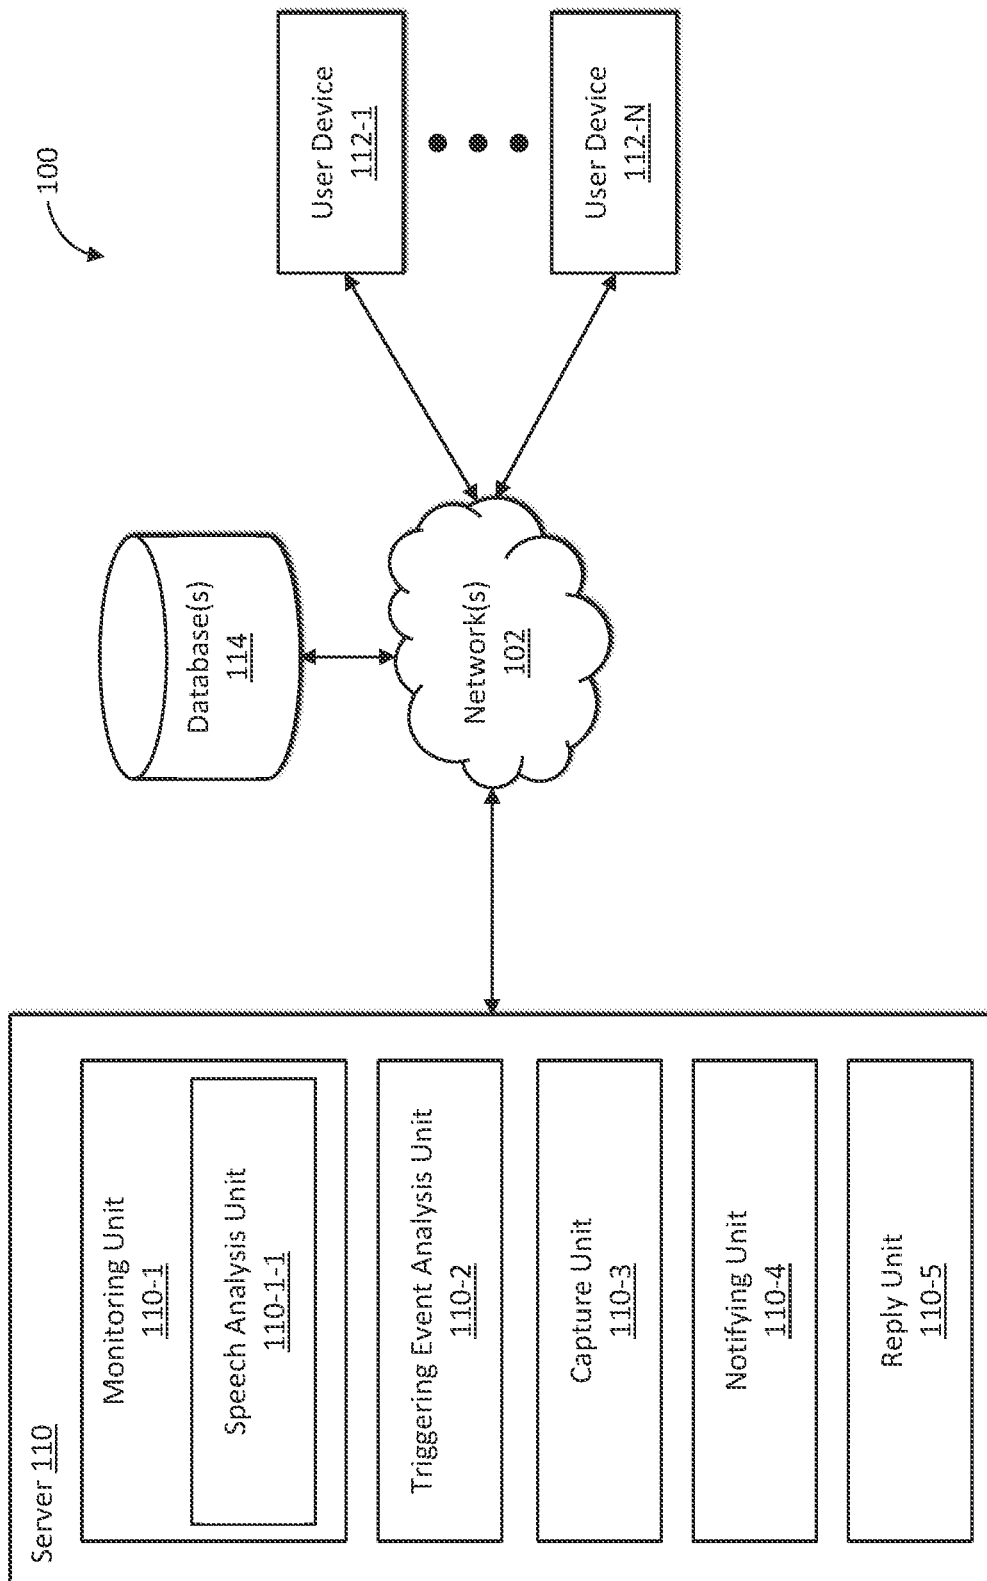 100
Server 110
Monitoring Unit
110-1
Speech Analysis Unit
110-1-1
Triggering Event Analysis Unit
110-2
Capture Unit
110-3
Notifying Unit
110-4
Reply Unit
110-5
Database(s)
114
Network(s)
102
User Device
112-1
User Device
112-N